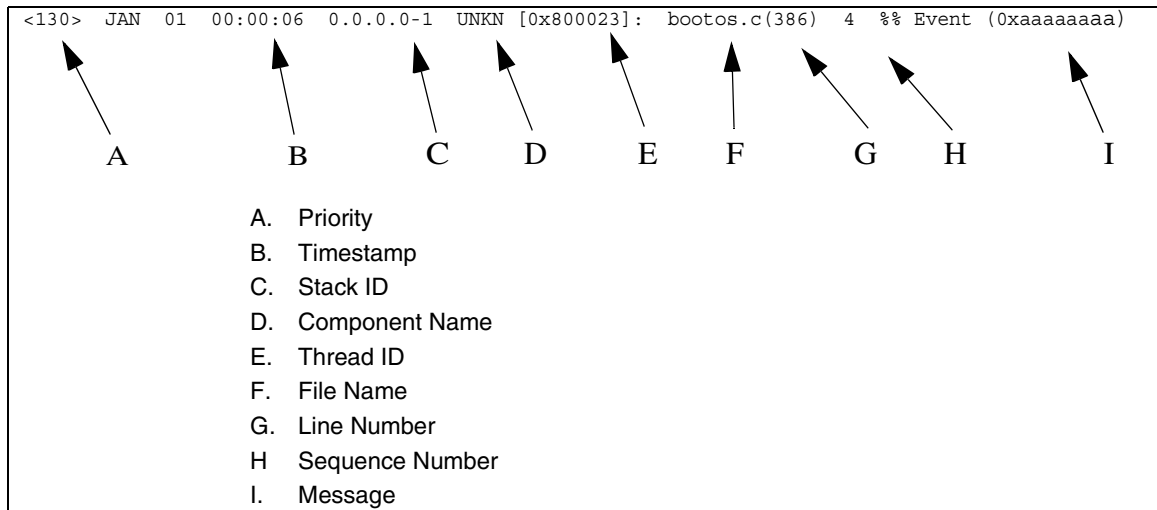 <130> JAN 01 00:00:06 0.0.0.0-1 UNKN [0x800023]: bootos.c(386) 4 %% Event (0xaaaaaaaa)
A B C D E F G H I
A. Priority
B. Timestamp
C. Stack ID
D. Component Name
E. Thread ID
F. File Name
G. Line Number
H Sequence Number
I. Message